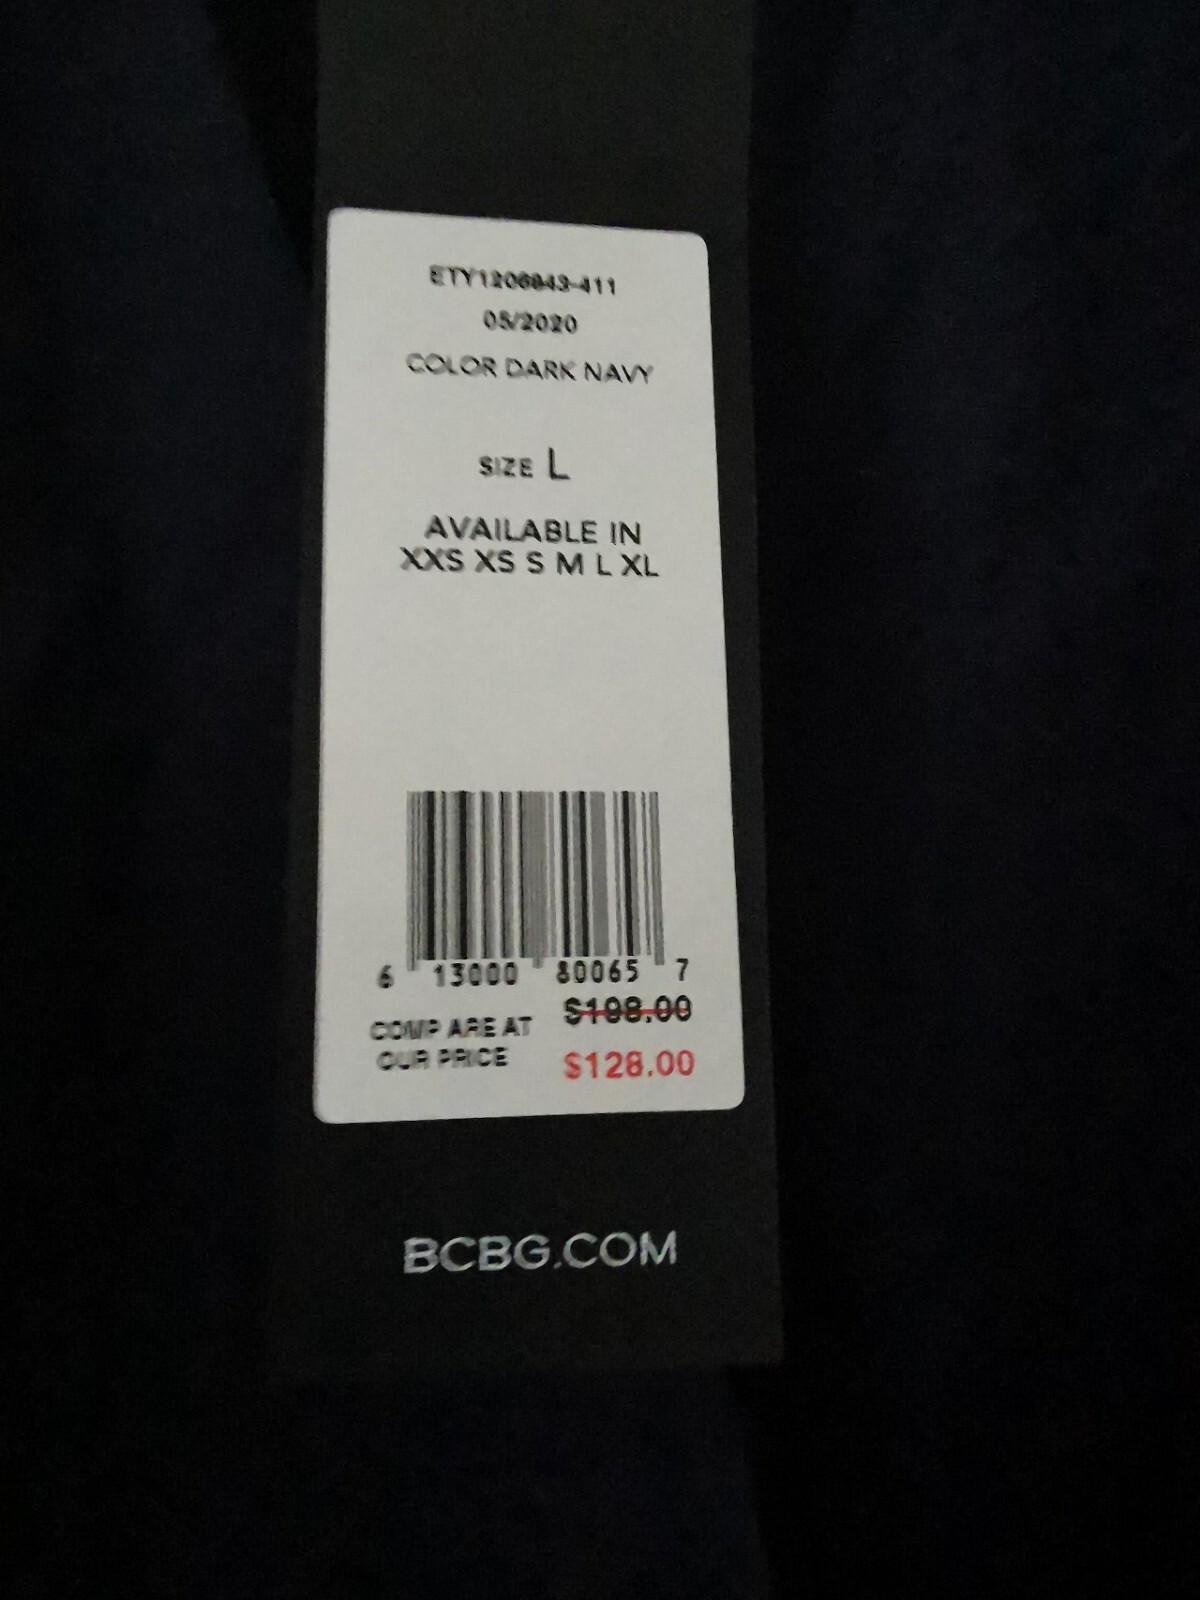 ETY1206843-411
05/2020
COLOR DARK NAVY
SIZE L
AVAILABLE IN
XXS XS S M L XL
6 13000 80065 7
COMPARE AT $198.00
OUR PRICE $128.00
BCBG.COM